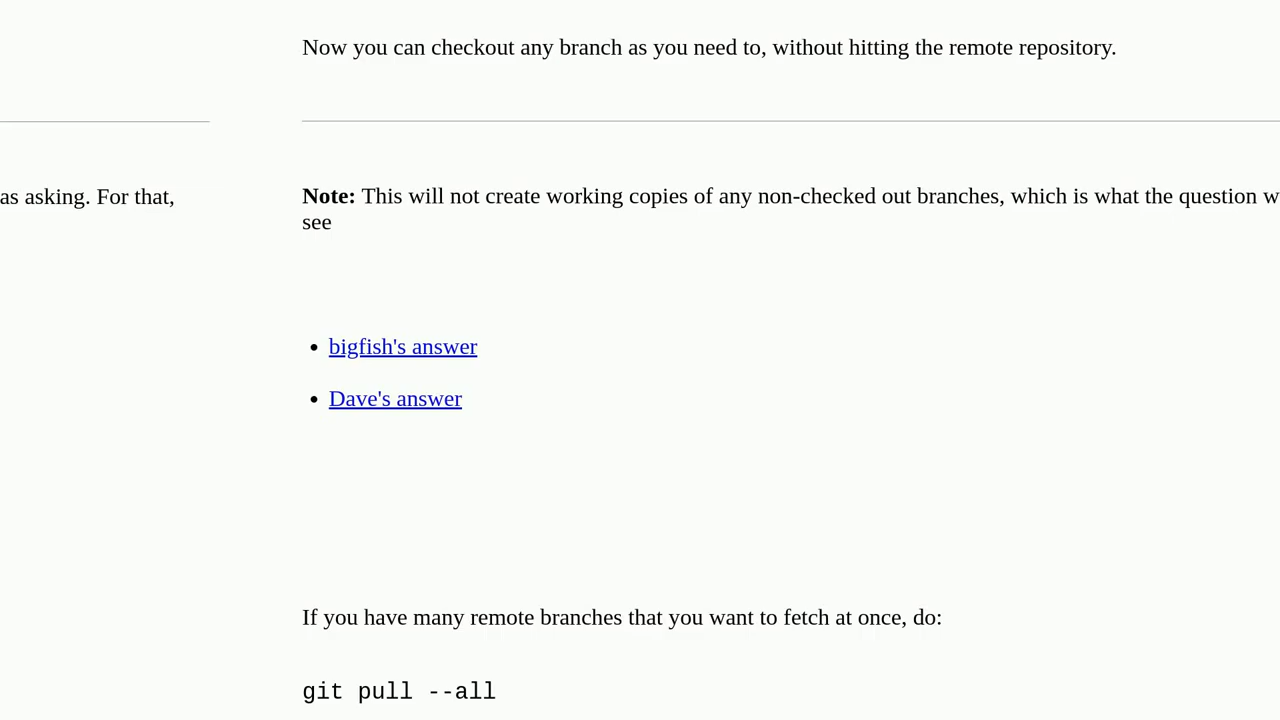 Now you can checkout any branch as you need to, without hitting the remote repository.
as asking. For that,
Note: This will not create working copies of any non-checked out branches, which is what the question w
see
• bigfish's answer
• Dave's answer
If you have many remote branches that you want to fetch at once, do:
git pull --all